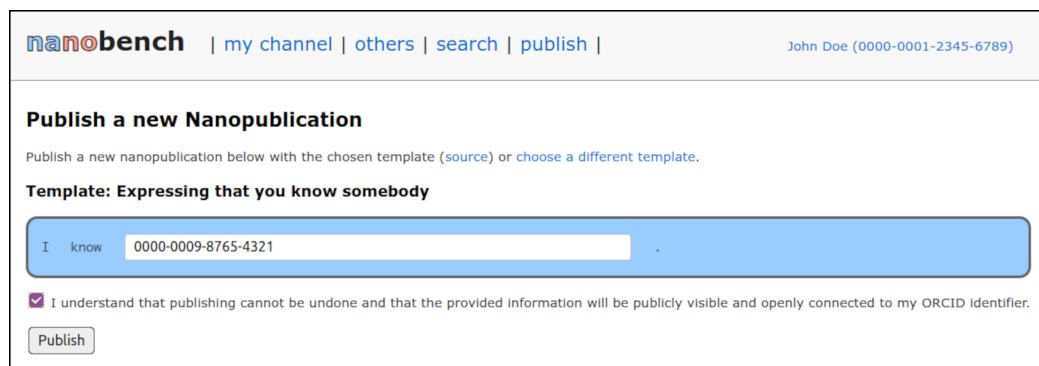 nanobench | my channel | others | search | publish | John Doe (0000-0001-2345-6789)
Publish a new Nanopublication
Publish a new nanopublication below with the chosen template (source) or choose a different template.
Template: Expressing that you know somebody
I know 0000-0009-8765-4321 .
I understand that publishing cannot be undone and that the provided information will be publicly visible and openly connected to my ORCID identifier.
Publish